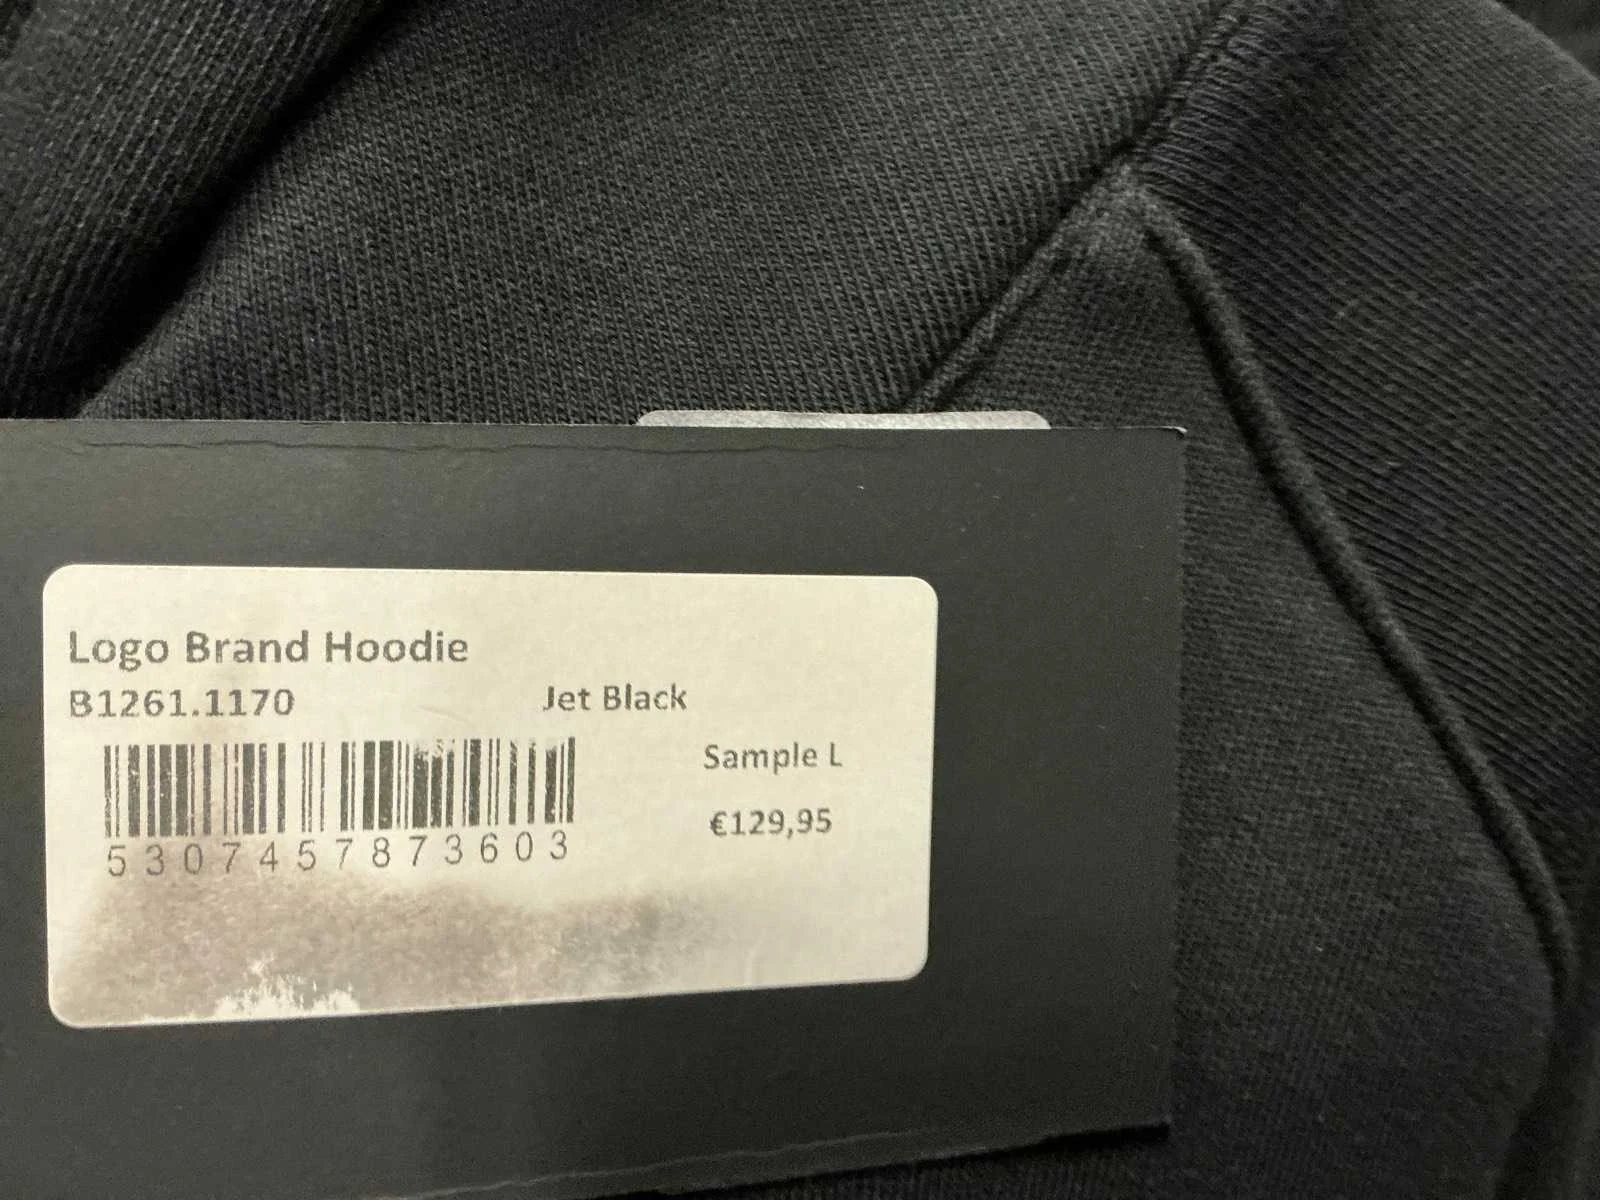 Logo Brand Hoodie
B1261.1170 Jet Black
Sample L
€129,95
5307457873603